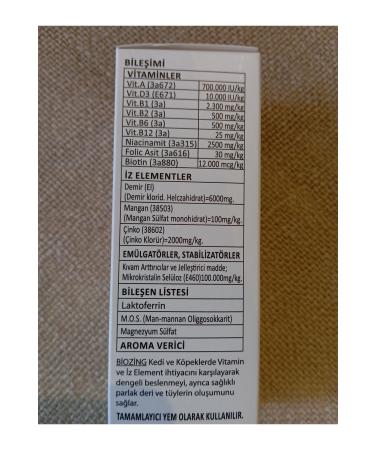 BİLEŞİMİ
VİTAMİNLER
Vit.A (3a672) 700.000 IU/kg
Vit.D3 (E671) 10.000 IU/kg
Vit.B1 (3a) 2.300 mg/kg
Vit.B2 (3a) 500 mg/kg
Vit.B6 (3a) 500 mg/kg
Vit.B12 (3a) 25 mg/kg
Niacinamit (3a315) 2500 mg/kg
Folic Asit (3a616) 30 mg/kg
Biotin (3a880) 12.000 mcg/kg
İZ ELEMENTLER
Demir (El)
(Demir klorid. Helczahidrat)=6000mg.
Mangan (38503)
(Mangan Sülfat monohidrat)=100mg/kg.
Çinko (38602)
(Çinko Klorür)=2000mg/kg.
EMÜLGATÖRLER, STABİLİZATÖRLER
Kıvam Arttırıcılar ve Jelleştirici madde;
Mikrokristalin Selüloz (E460)100.000mg/kg.
BİLEŞEN LİSTESİ
Laktoferrin
M.O.S. (Man-mannan Oliggosokkarit)
Magnezyum Sülfat
AROMA VERİCİ
BİOZİNG Kedi ve Köpeklerde Vitamin
ve İz Element ihtiyacını karşılayarak
dengeli beslenmeyi, ayrıca sağlıklı
parlak deri ve tüylerin oluşumunu
sağlar.
TAMAMLAYICI YEM OLARAK KULLANILIR.